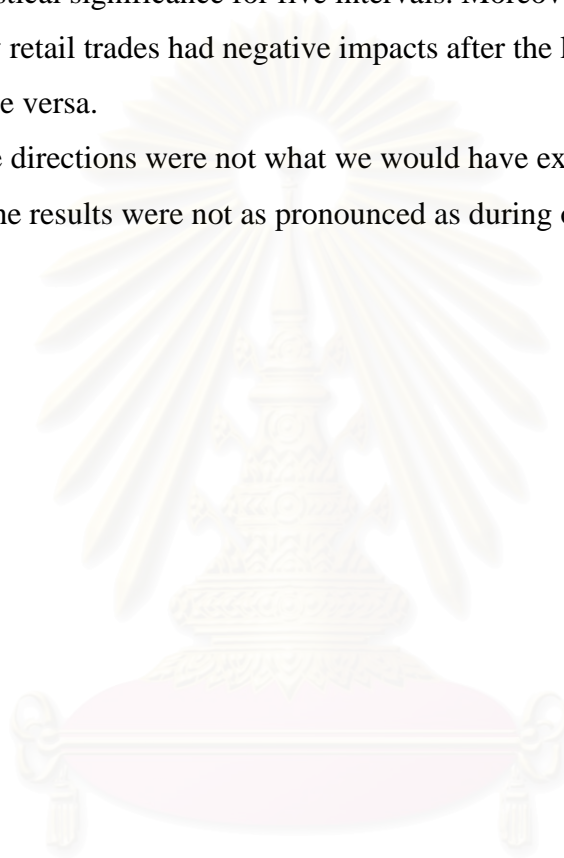 stical significance for five intervals. Moreov
retail trades had negative impacts after the
e versa.
directions were not what we would have ex
ne results were not as pronounced as during